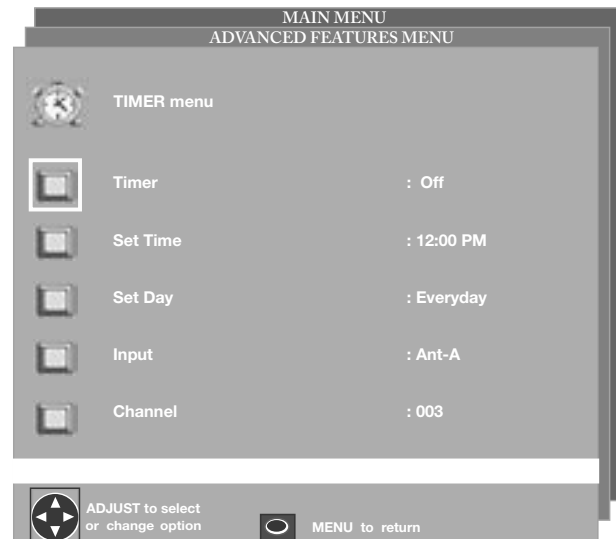 MAIN MENU
ADVANCED FEATURES MENU
TIMER menu
Timer : Off
Set Time : 12:00 PM
Set Day : Everyday
Input : Ant-A
Channel : 003
ADJUST to select
or change option
MENU to return